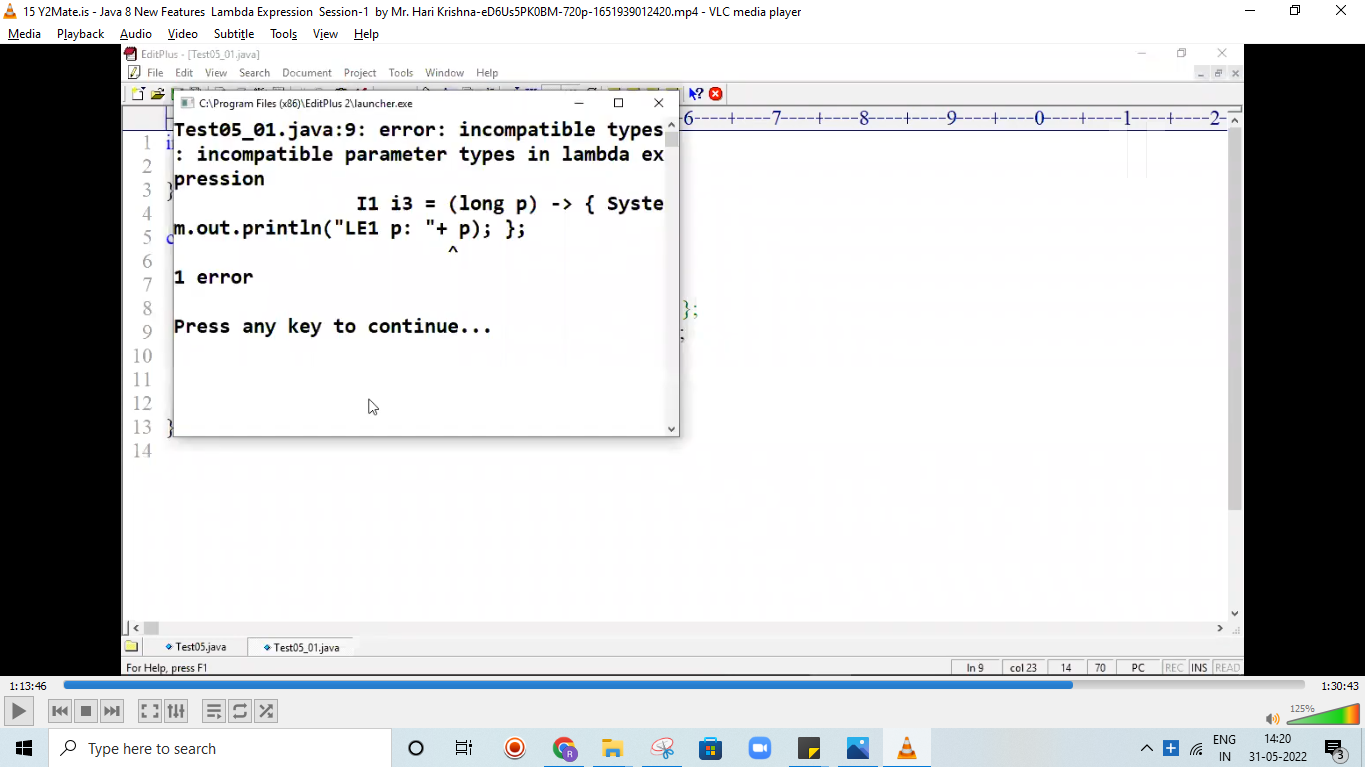 15 Y2Mate.is - Java 8 New Features  Lambda Expression  Session-1  by Mr. Hari Krishna-eD6Us5PK0BM-720p-1651939012420.mp4 - VLC media player
Media Playback Audio Video Subtitle Tools View Help
EditPlus - [Test05_01.java]
File Edit View Search Document Project Tools Window Help
C:\Program Files (x86)\EditPlus 2\launcher.exe
-6----+----7----+----8----+----9----+----0----+----1----+----2-
Test05_01.java:9: error: incompatible types
: incompatible parameter types in lambda ex
pression
I1 i3 = (long p) -> { Syste
m.out.println("LE1 p: "+ p); };
^
1 error
Press any key to continue...
1
2
3 }
4
5
6
7
8 };
9 ;
10
11
12
13 }
14
Test05.java Test05_01.java
For Help, press F1 ln 9 col 23 14 70 PC REC INS READ
1:13:46 1:30:43
125%
Type here to search
R
ENG
IN
14:20
31-05-2022
3